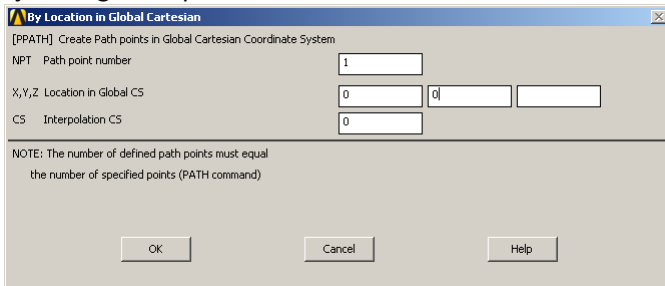 By Location in Global Cartesian
[PPATH] Create Path points in Global Cartesian Coordinate System
NPT Path point number 1
X,Y,Z Location in Global CS 0 0
CS Interpolation CS 0
NOTE: The number of defined path points must equal
the number of specified points (PATH command)
OK Cancel Help